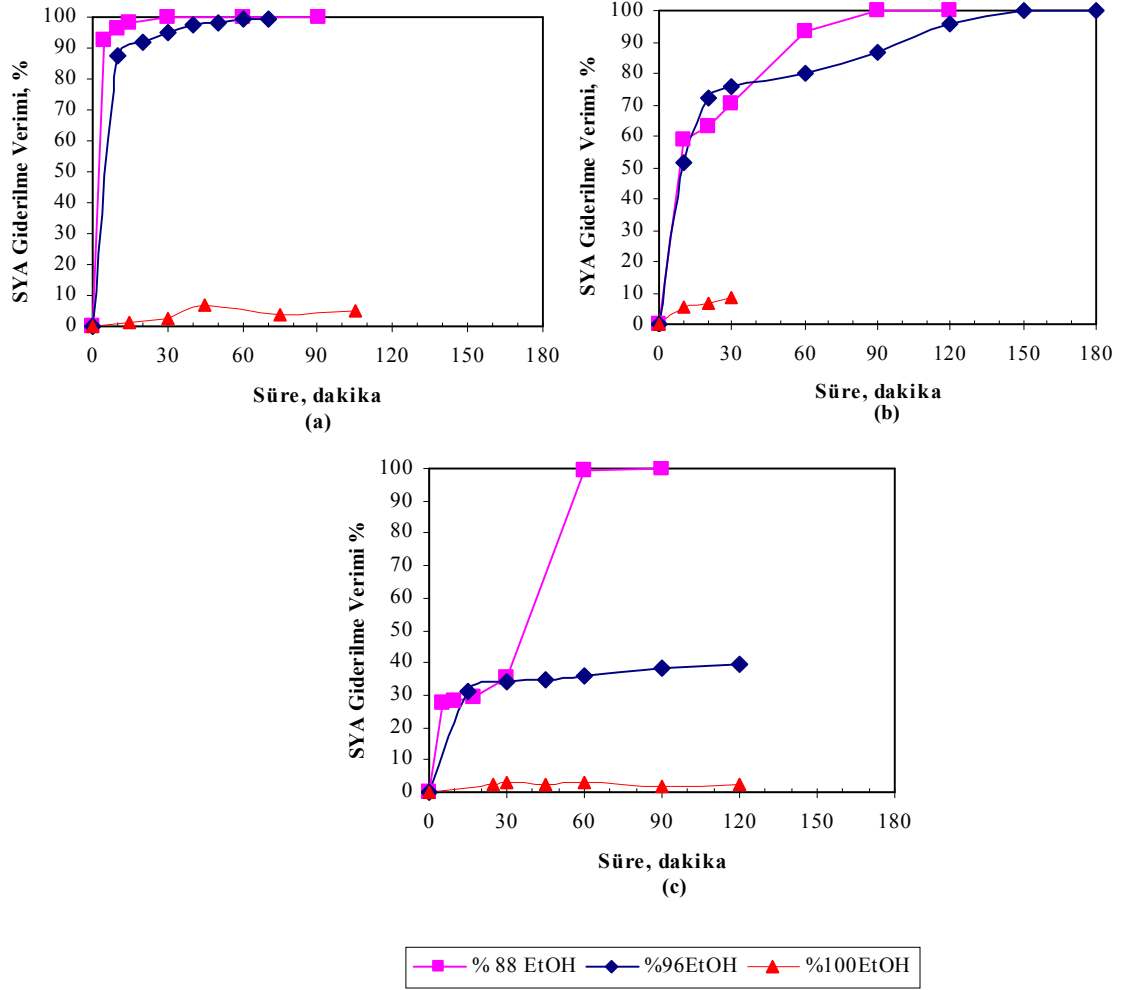 SYA Giderilme Verimi, %
100
90
80
70
60
50
40
30
20
10
0
0 30 60 90 120 150 180
Süre, dakika
(a)
SYA Giderilme Verimi, %
100
90
80
70
60
50
40
30
20
10
0
0 30 60 90 120 150 180
Süre, dakika
(b)
SYA Giderilme Verimi %
100
90
80
70
60
50
40
30
20
10
0
0 30 60 90 120 150 180
Süre, dakika
(c)
% 88 EtOH %96EtOH %100EtOH